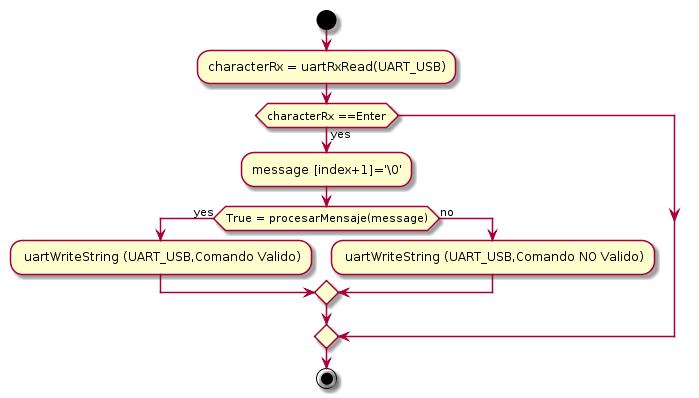 characterRx = uartRxRead(UART_USB)
characterRx ==Enter
yes
message [index+1]='\0'
yes
True = procesarMensaje(message)
no
uartWriteString (UART_USB,Comando Valido)
uartWriteString (UART_USB,Comando NO Valido)